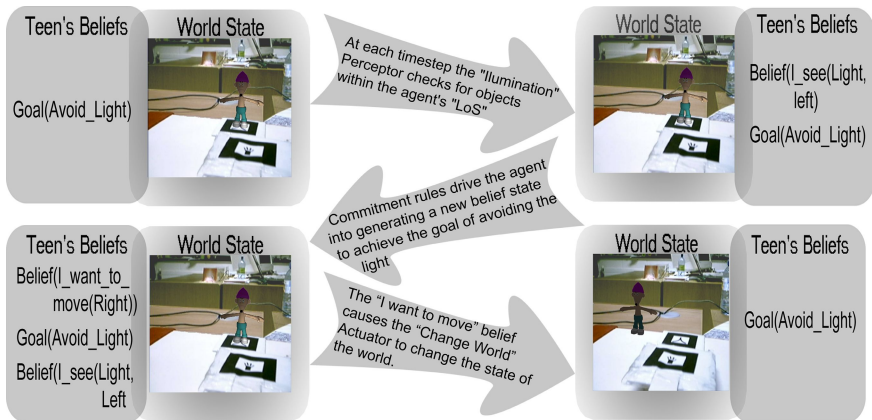 Teen's Beliefs
World State
Goal(Avoid_Light)
At each timestep the "Ilumination"
Perceptor checks for objects
within the agent's "LoS"
World State
Teen's Beliefs
Belief(I_see(Light,
left)
Goal(Avoid_Light)
Commitment rules drive the agent
into generating a new belief state
to achieve the goal of avoiding the
light
Teen's Beliefs
World State
Belief(I_want_to_
move(Right))
Goal(Avoid_Light)
Belief(I_see(Light,
Left
The “I want to move” belief
causes the “Change World”
Actuator to change the state of
the world.
World State
Teen's Beliefs
Goal(Avoid_Light)